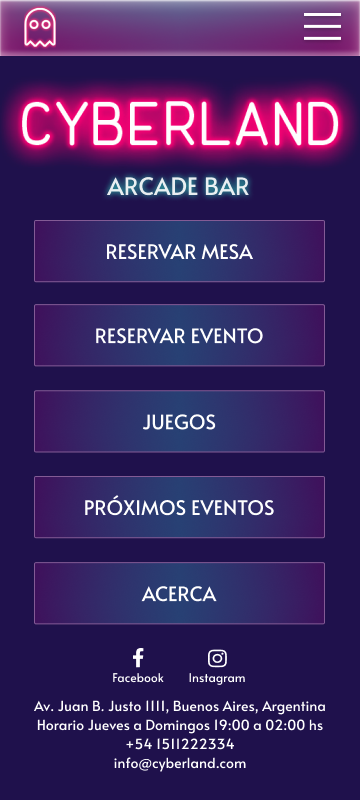 CYBERLAND
ARCADE BAR
RESERVAR MESA
RESERVAR EVENTO
JUEGOS
PRÓXIMOS EVENTOS
ACERCA
Facebook Instagram
Av. Juan B. Justo 1111, Buenos Aires, Argentina
Horario Jueves a Domingos 19:00 a 02:00 hs
+54 1511222334
info@cyberland.com